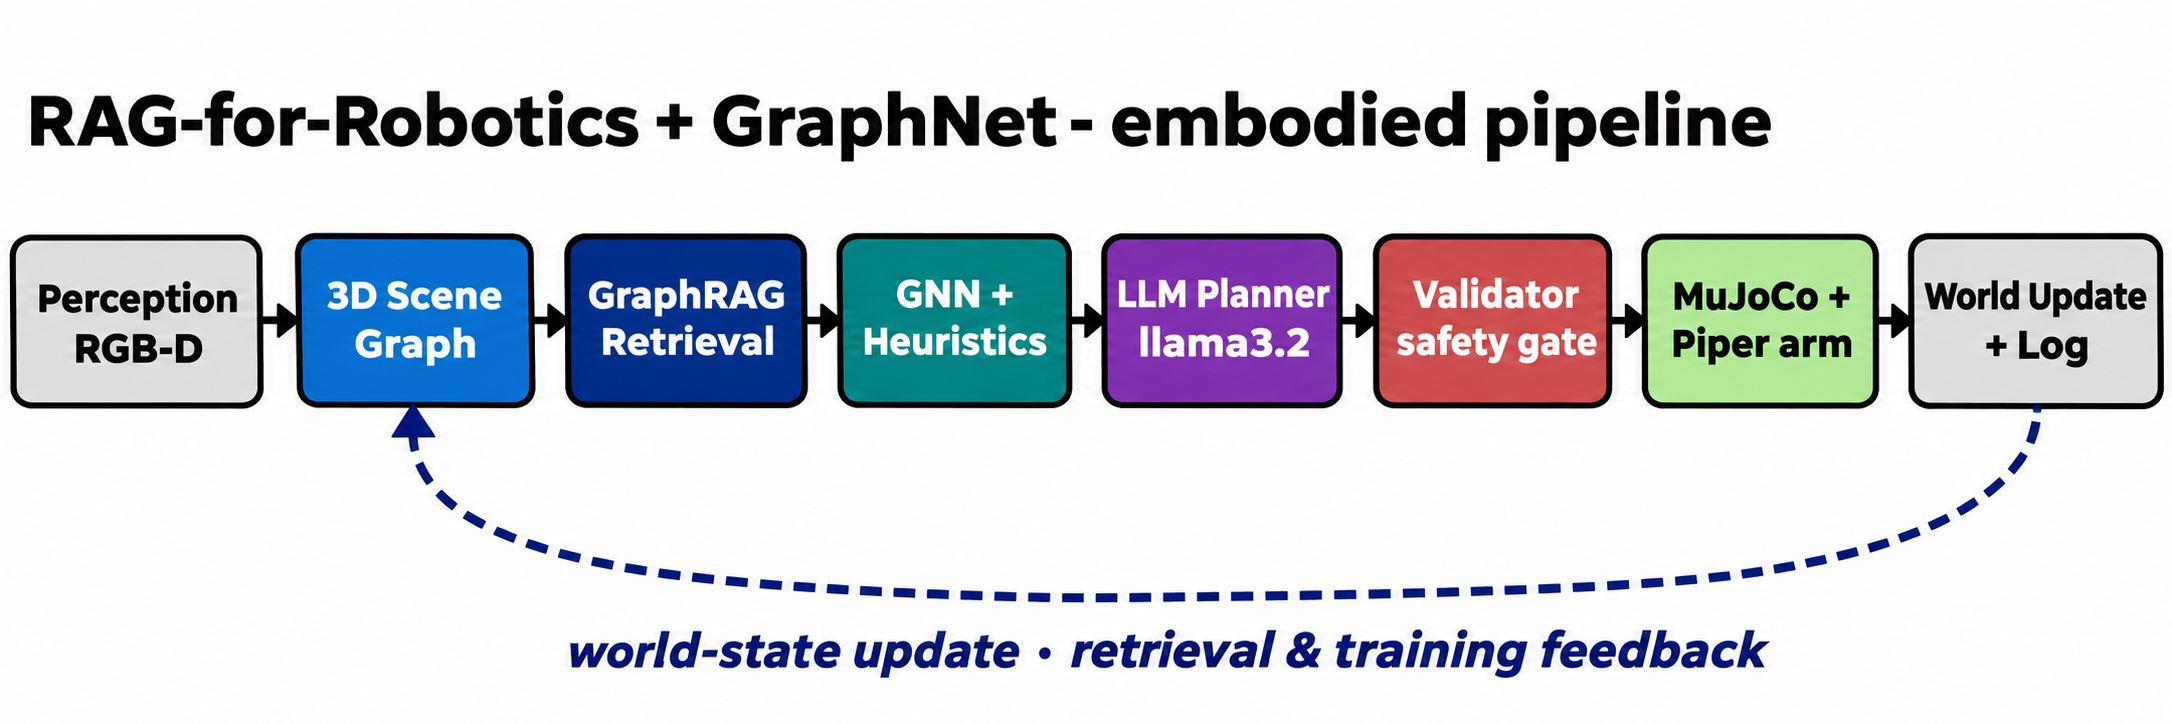 RAG-for-Robotics + GraphNet - embodied pipeline
Perception
RGB-D
3D Scene
Graph
GraphRAG
Retrieval
GNN +
Heuristics
LLM Planner
llama3.2
Validator
safety gate
MuJoCo +
Piper arm
World Update
+ Log
world-state update • retrieval & training feedback